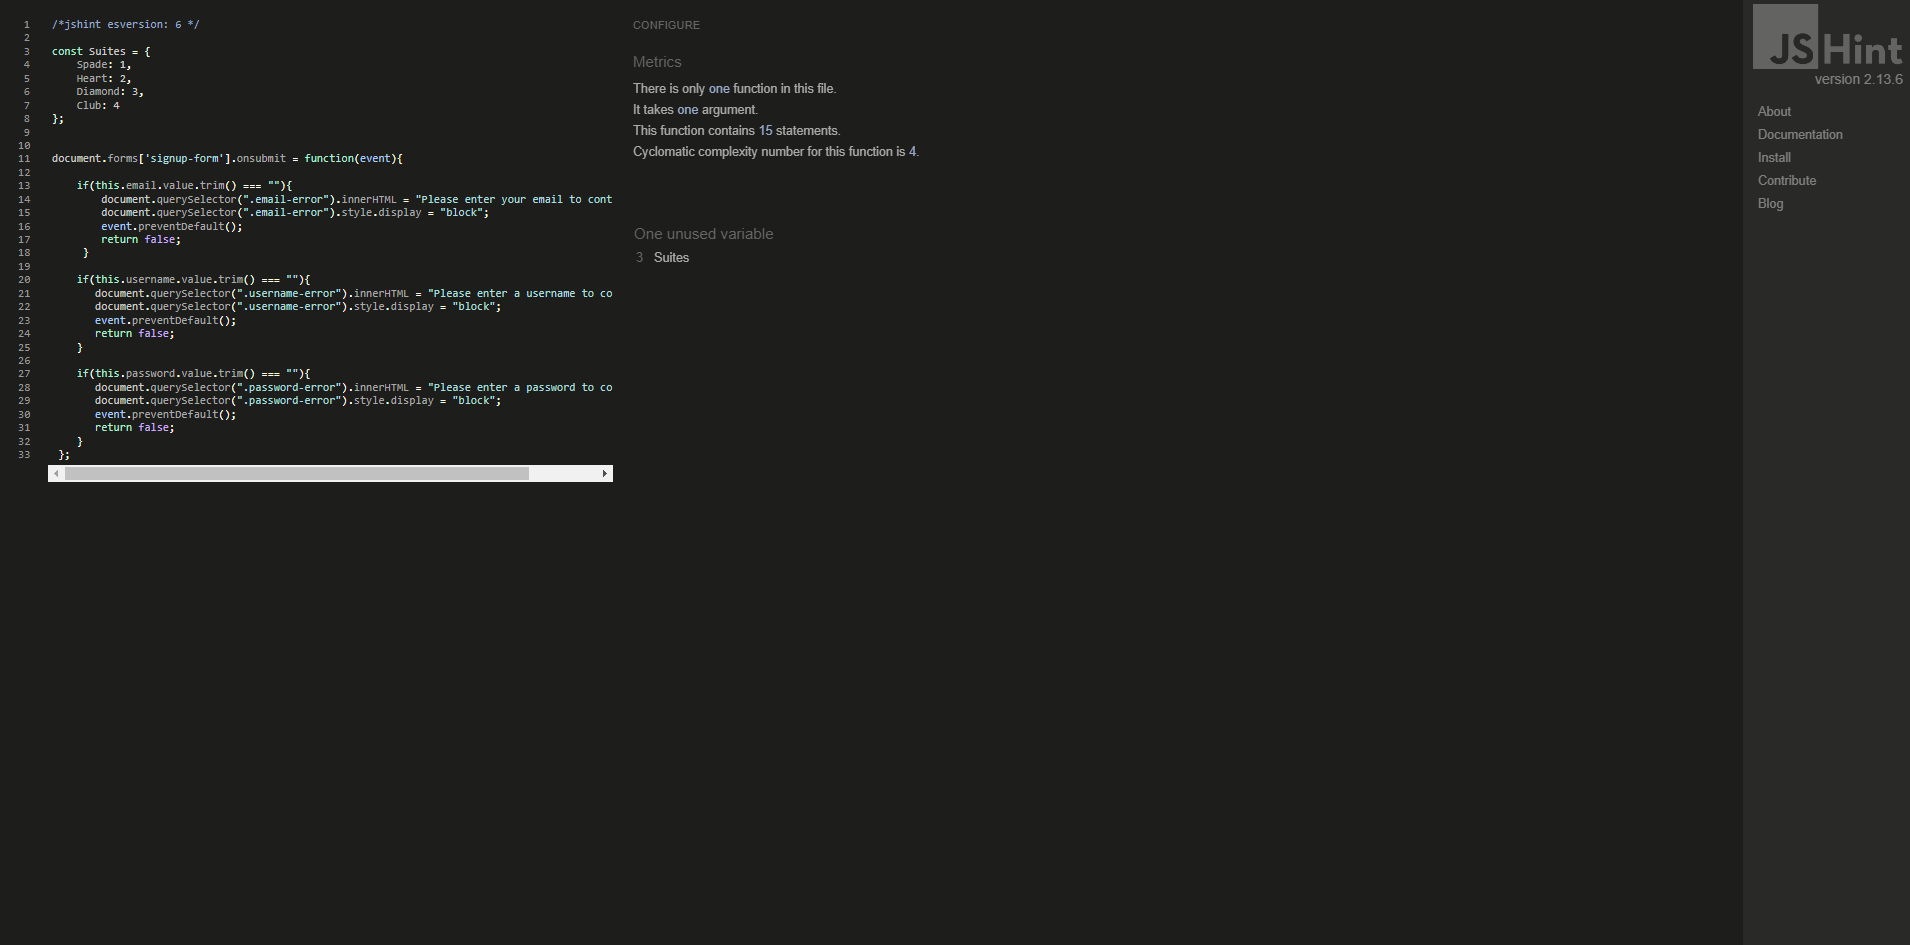 1 /*jshint esversion: 6 */
2
3 const Suites = {
4 Spade: 1,
5 Heart: 2,
6 Diamond: 3,
7 Club: 4
8 };
9
10
11 document.forms['signup-form'].onsubmit = function(event){
12
13 if(this.email.value.trim() === ""){
14 document.querySelector(".email-error").innerHTML = "Please enter your email to cont
15 document.querySelector(".email-error").style.display = "block";
16 event.preventDefault();
17 return false;
18 }
19
20 if(this.username.value.trim() === ""){
21 document.querySelector(".username-error").innerHTML = "Please enter a username to co
22 document.querySelector(".username-error").style.display = "block";
23 event.preventDefault();
24 return false;
25 }
26
27 if(this.password.value.trim() === ""){
28 document.querySelector(".password-error").innerHTML = "Please enter a password to co
29 document.querySelector(".password-error").style.display = "block";
30 event.preventDefault();
31 return false;
32 }
33 };
CONFIGURE
Metrics
There is only one function in this file.
It takes one argument.
This function contains 15 statements.
Cyclomatic complexity number for this function is 4.
One unused variable
3 Suites
JSHint
version 2.13.6
About
Documentation
Install
Contribute
Blog